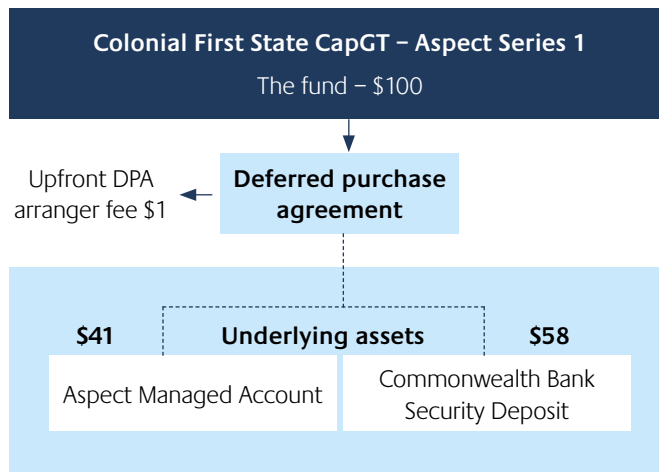 Colonial First State CapGT – Aspect Series 1
The fund – $100
Upfront DPA
arranger fee $1
Deferred purchase
agreement
$41
Underlying assets
$58
Aspect Managed Account
Commonwealth Bank
Security Deposit